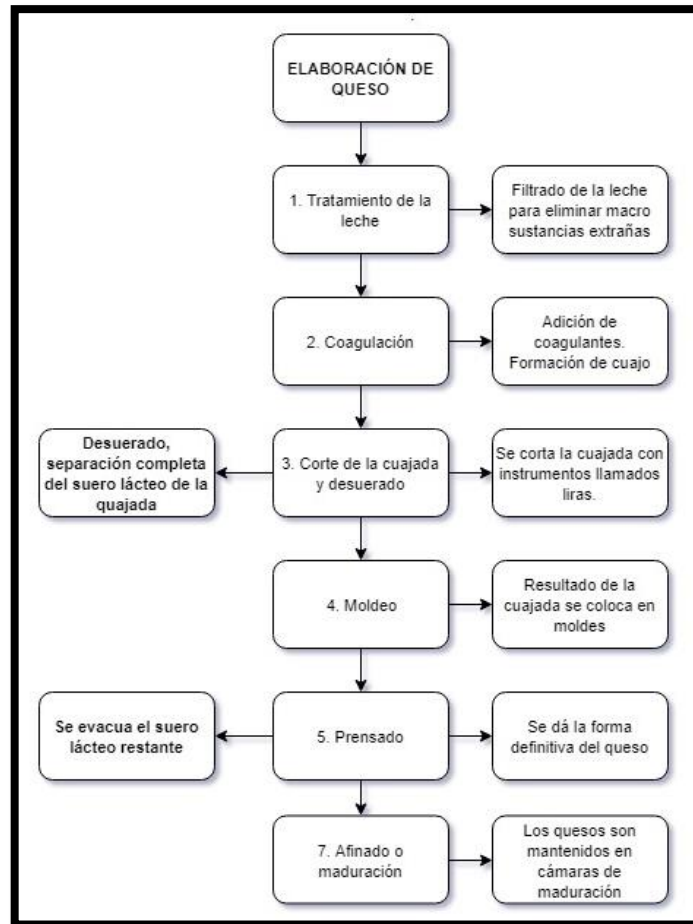 ELABORACIÓN DE
QUESO
1. Tratamiento de la
leche
Filtrado de la leche
para eliminar macro
sustancias extrañas
2. Coagulación
Adición de
coagulantes.
Formación de cuajo
Desuerado,
separación completa
del suero lácteo de la
quajada
3. Corte de la cuajada
y desuerado
Se corta la cuajada con
instrumentos llamados
liras.
4. Moldeo
Resultado de la
cuajada se coloca en
moldes
Se evacua el suero
lácteo restante
5. Prensado
Se dá la forma
definitiva del queso
7. Afinado o
maduración
Los quesos son
mantenidos en
cámaras de
maduración